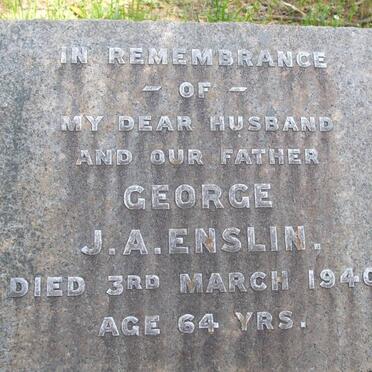 IN REMEMBRANCE
- OF -
MY DEAR HUSBAND
AND OUR FATHER
GEORGE
J.A. ENSLIN.
DIED 3RD MARCH 1940
AGE 64 YRS.